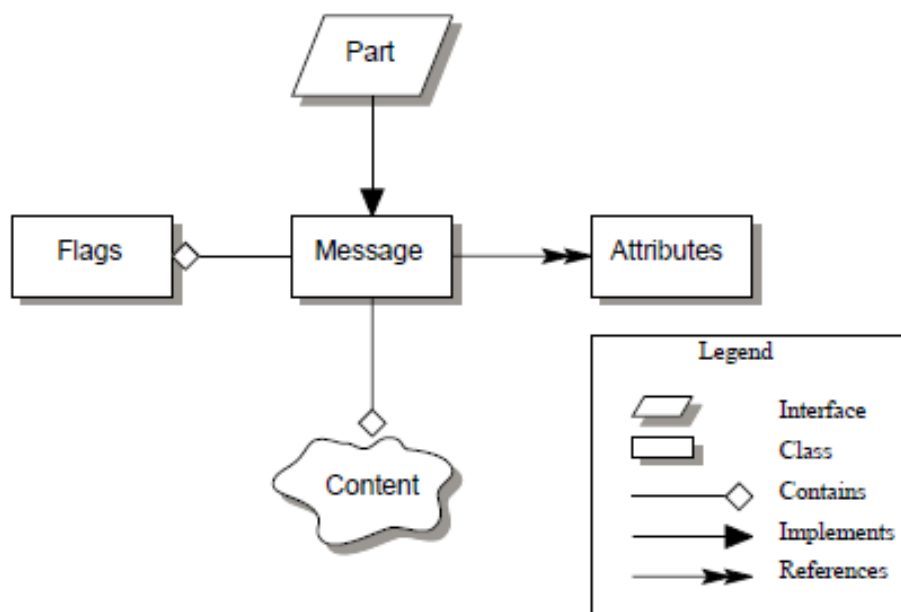 Part
Flags
Message
Attributes
Content
Legend
Interface
Class
Contains
Implements
References